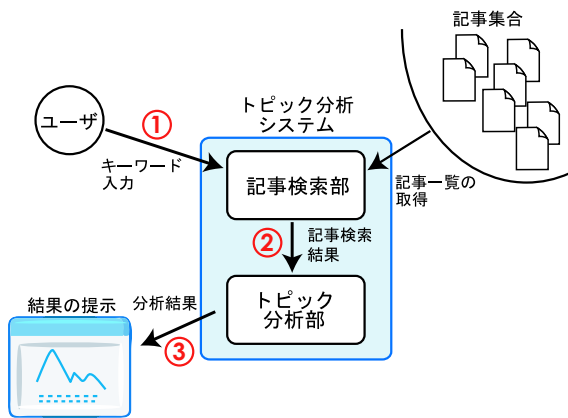 記事集合
ユーザ
①
トピック分析
システム
キーワード
入力
記事検索部
記事一覧の
取得
②
記事検索
結果
トピック
分析部
結果の提示
分析結果
③